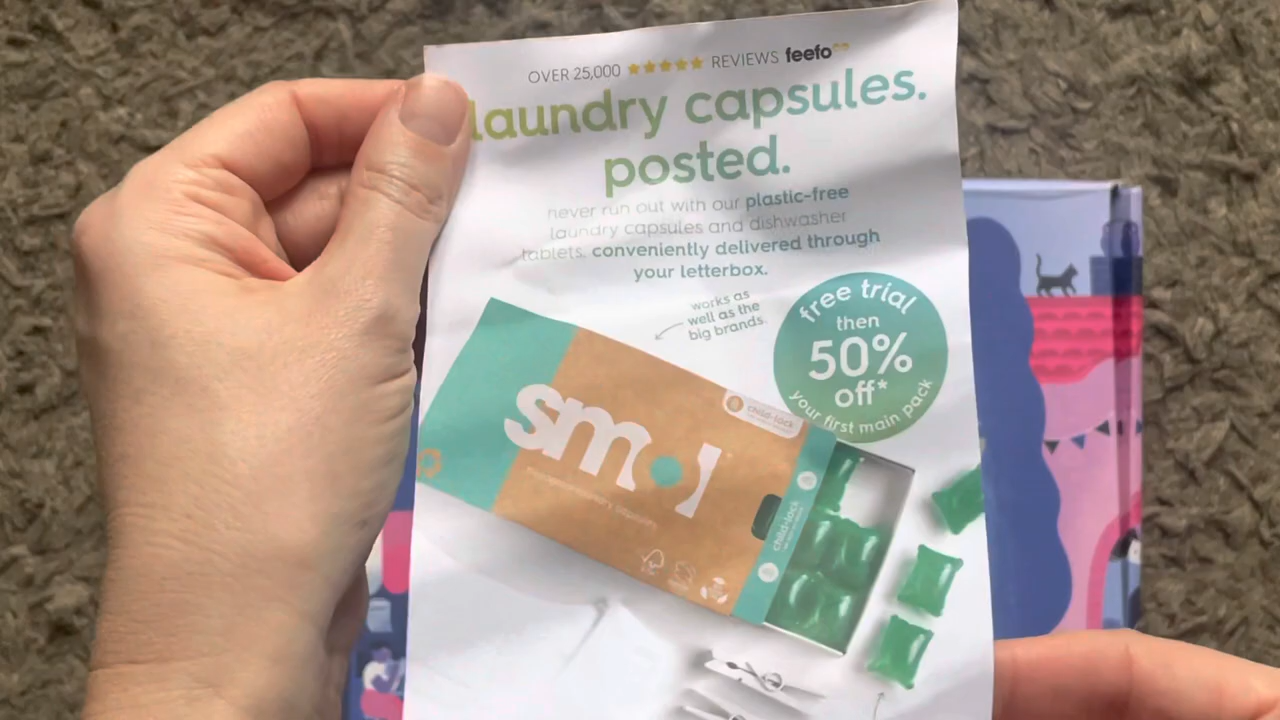 OVER 25,000 ★★★★★ REVIEWS feefo
laundry capsules.
posted.
never run out with our plastic-free
laundry capsules and dishwasher
tablets. conveniently delivered through
your letterbox.
works as
well as the
big brands.
free trial
then
50%
off*
your first main pack
smol
child-lock
child-lock